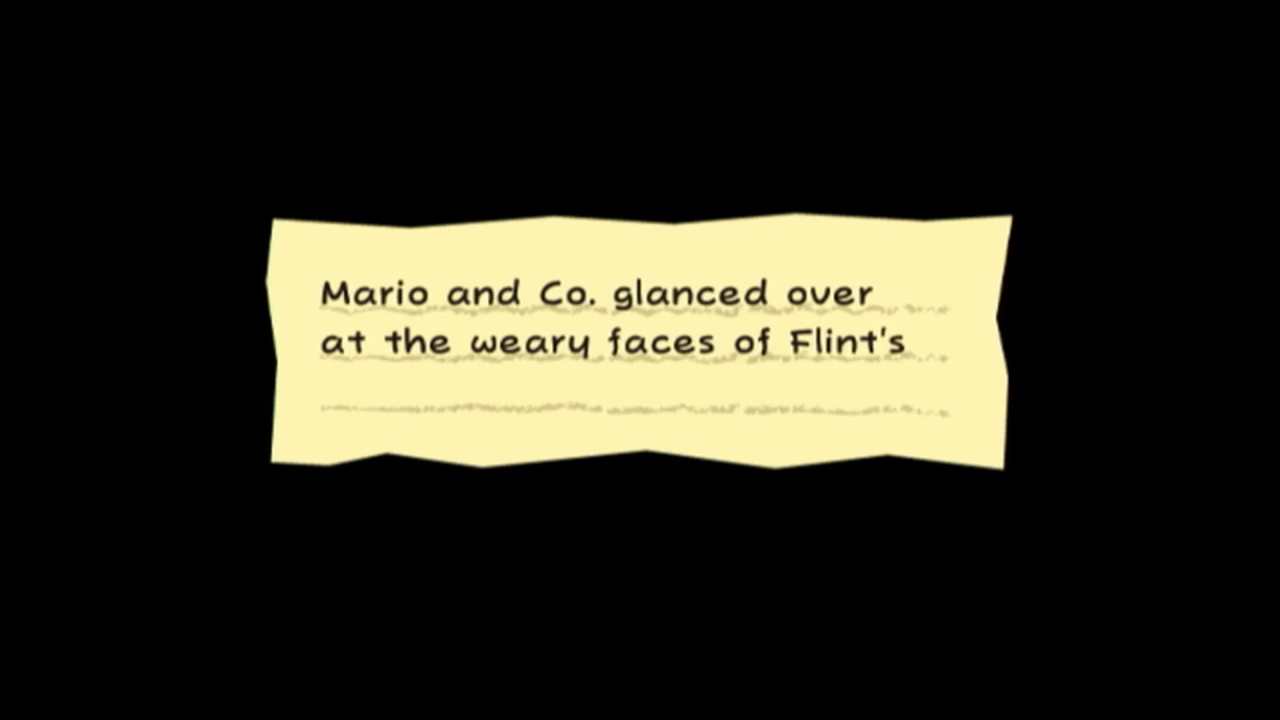 Mario and Co. glanced over
at the weary faces of Flint's